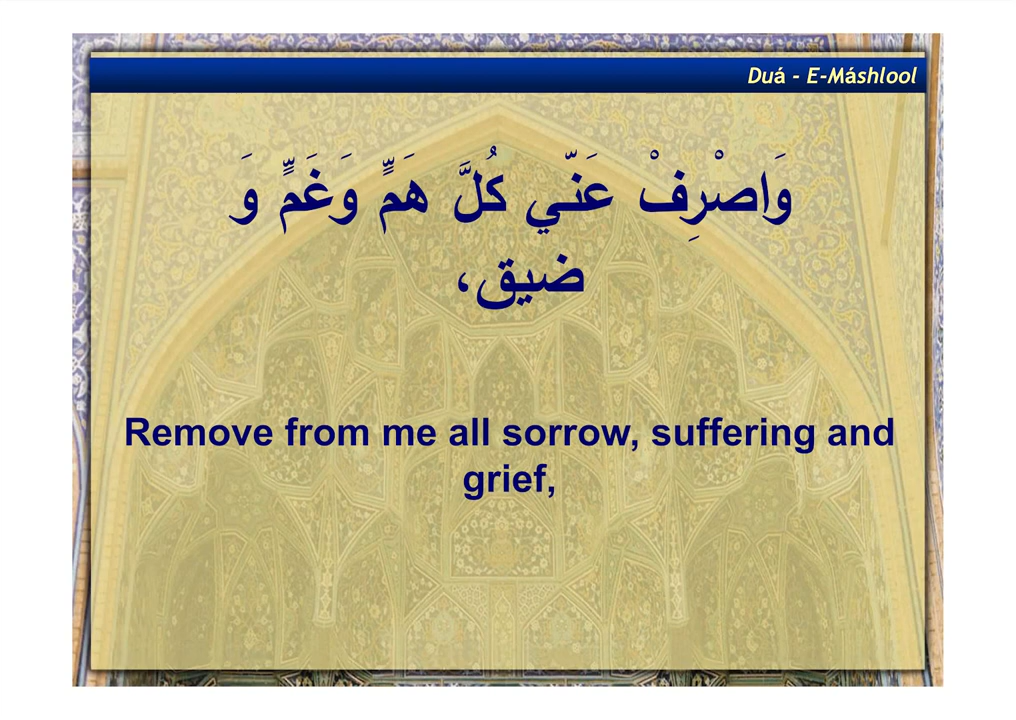 Duá - E-Máshlool
وَاصْرِفْ عَنّي كُلَّ هَمٍّ وَغَمٍّ وَ
ضيق،
Remove from me all sorrow, suffering and
grief,